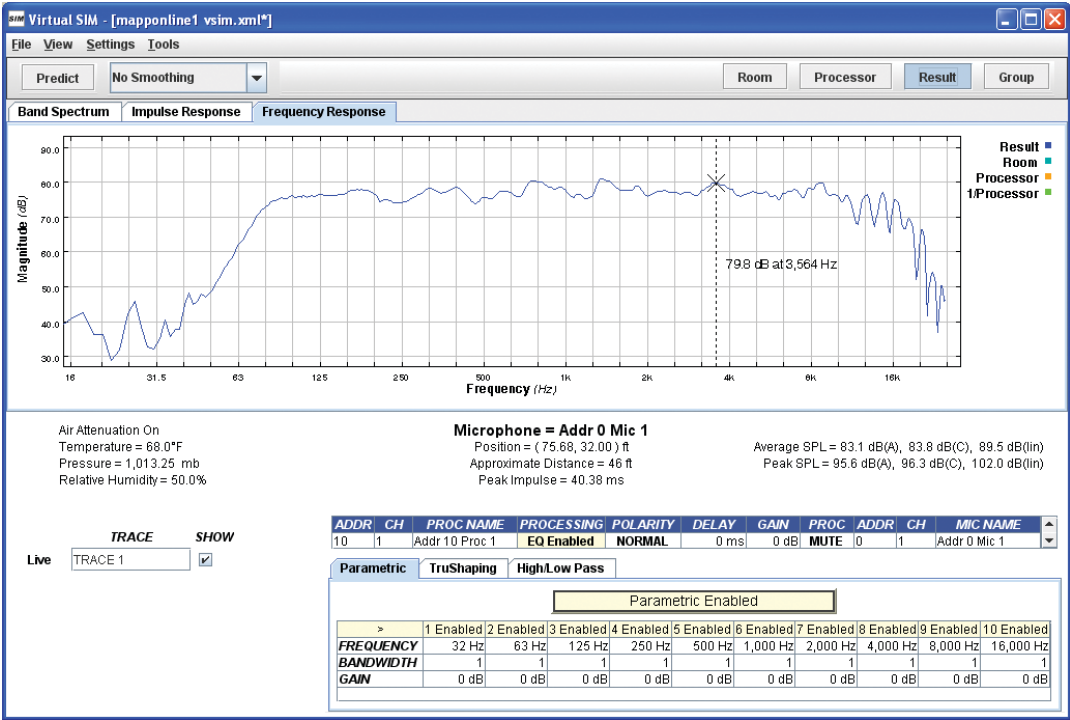 SIM Virtual SIM - [mapponline1 vsim.xml*]
File View Settings Tools
Predict No Smoothing Room Processor Result Group
Band Spectrum Impulse Response Frequency Response
Magnitude (dB)
90.0
80.0
70.0
60.0
50.0
40.0
30.0
16 31.5 63 125 250 500 1K 2K 4K 8K 16K
Frequency (Hz)
79.8 dB at 3,564 Hz
Result
Room
Processor
1/Processor
Air Attenuation On
Temperature = 68.0°F
Pressure = 1,013.25 mb
Relative Humidity = 50.0%
Microphone = Addr 0 Mic 1
Position = ( 75.68, 32.00 ) ft
Approximate Distance = 46 ft
Peak Impulse = 40.38 ms
Average SPL = 83.1 dB(A), 83.8 dB(C), 89.5 dB(lin)
Peak SPL = 95.6 dB(A), 96.3 dB(C), 102.0 dB(lin)
TRACE SHOW
Live TRACE 1
ADDR CH PROC NAME PROCESSING POLARITY DELAY GAIN PROC ADDR CH MIC NAME
10 1 Addr 10 Proc 1 EQ Enabled NORMAL 0 ms 0 dB MUTE 0 1 Addr 0 Mic 1
Parametric TruShaping High/Low Pass
Parametric Enabled
> 1 Enabled 2 Enabled 3 Enabled 4 Enabled 5 Enabled 6 Enabled 7 Enabled 8 Enabled 9 Enabled 10 Enabled
FREQUENCY 32 Hz 63 Hz 125 Hz 250 Hz 500 Hz 1,000 Hz 2,000 Hz 4,000 Hz 8,000 Hz 16,000 Hz
BANDWIDTH 1 1 1 1 1 1 1 1 1 1
GAIN 0 dB 0 dB 0 dB 0 dB 0 dB 0 dB 0 dB 0 dB 0 dB 0 dB